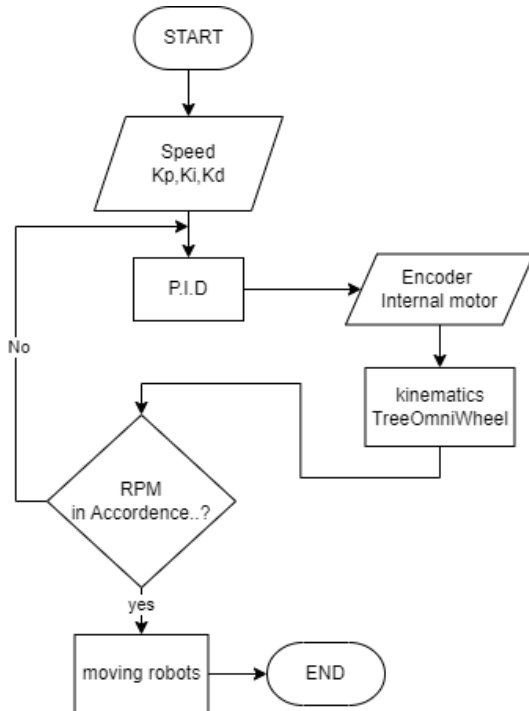 START
Speed
Kp,Ki,Kd
P.I.D
Encoder
Internal motor
No
kinematics
TreeOmniWheel
RPM
in Accordence..?
yes
moving robots
END